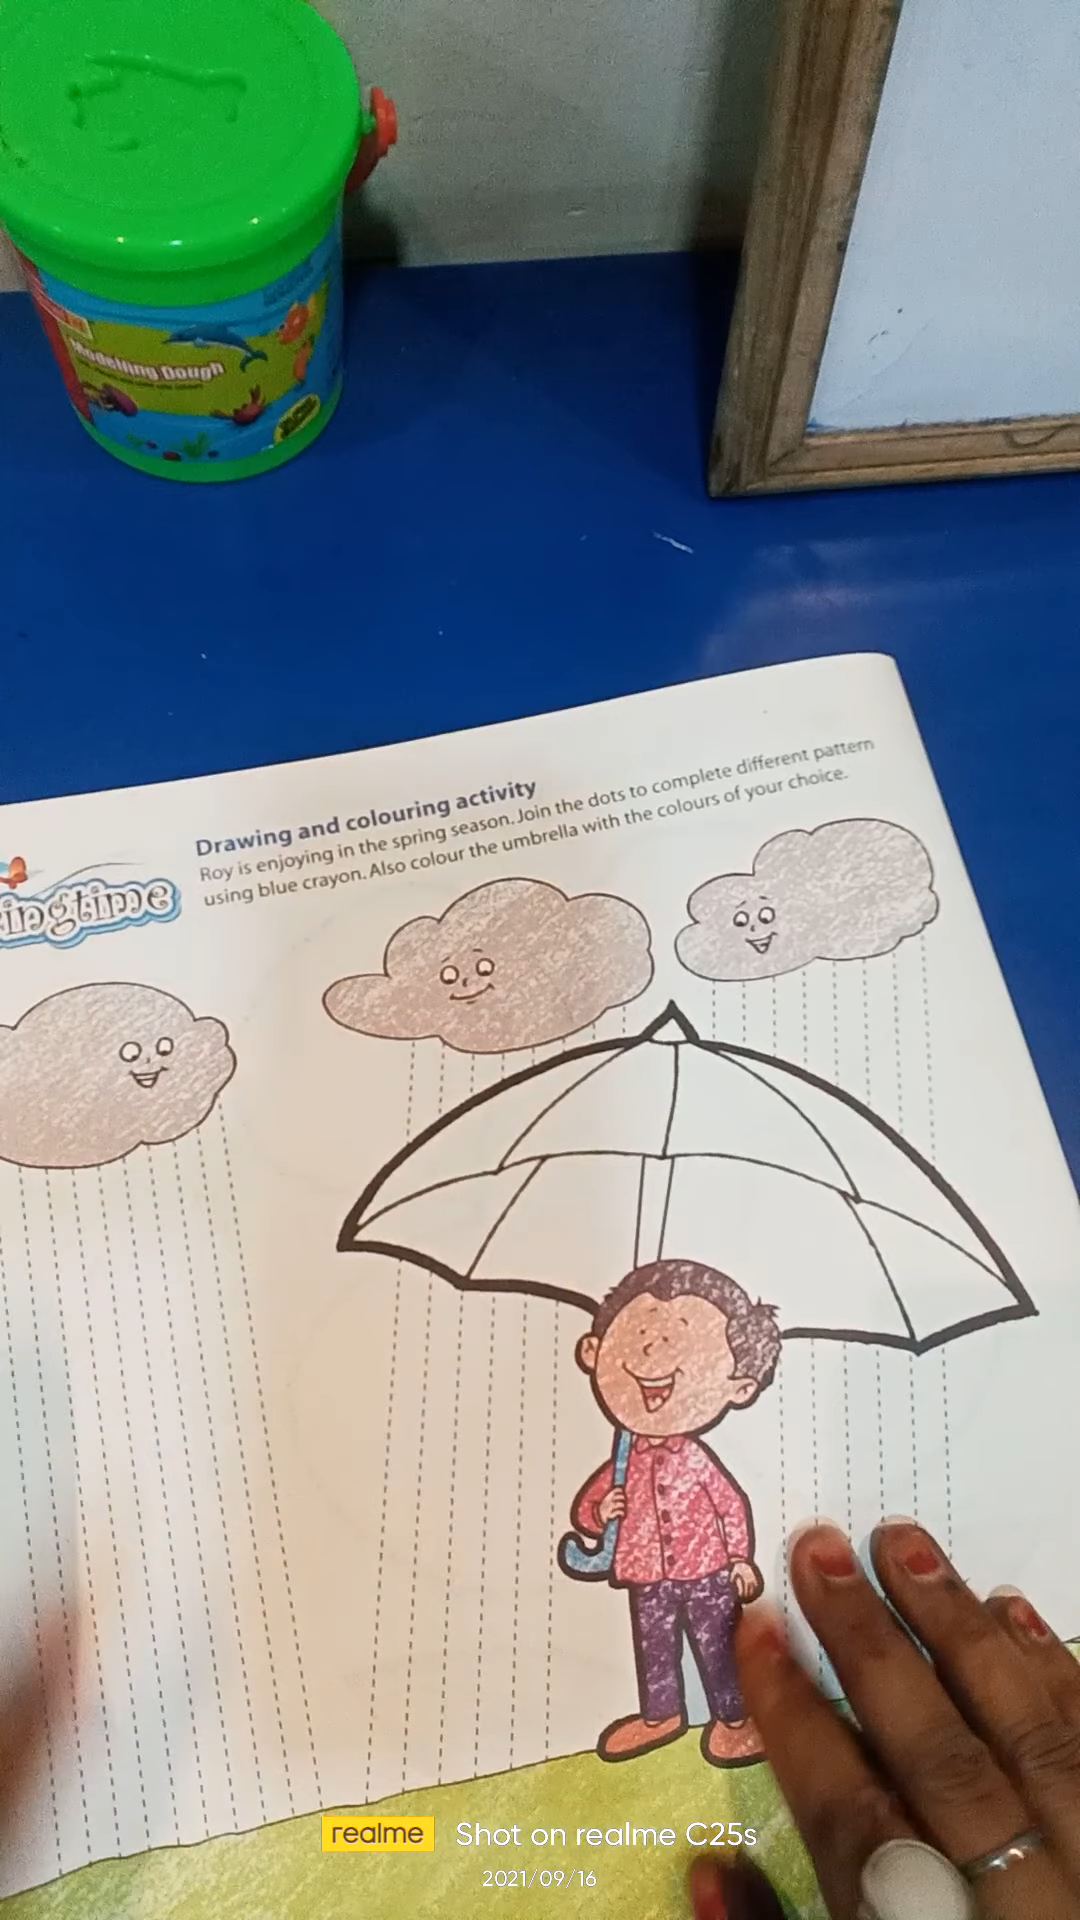 Modelling Dough
Drawing and colouring activity
Roy is enjoying in the spring season. Join the dots to complete different pattern
using blue crayon. Also colour the umbrella with the colours of your choice.
ingtime
realme Shot on realme C25s
2021/09/16